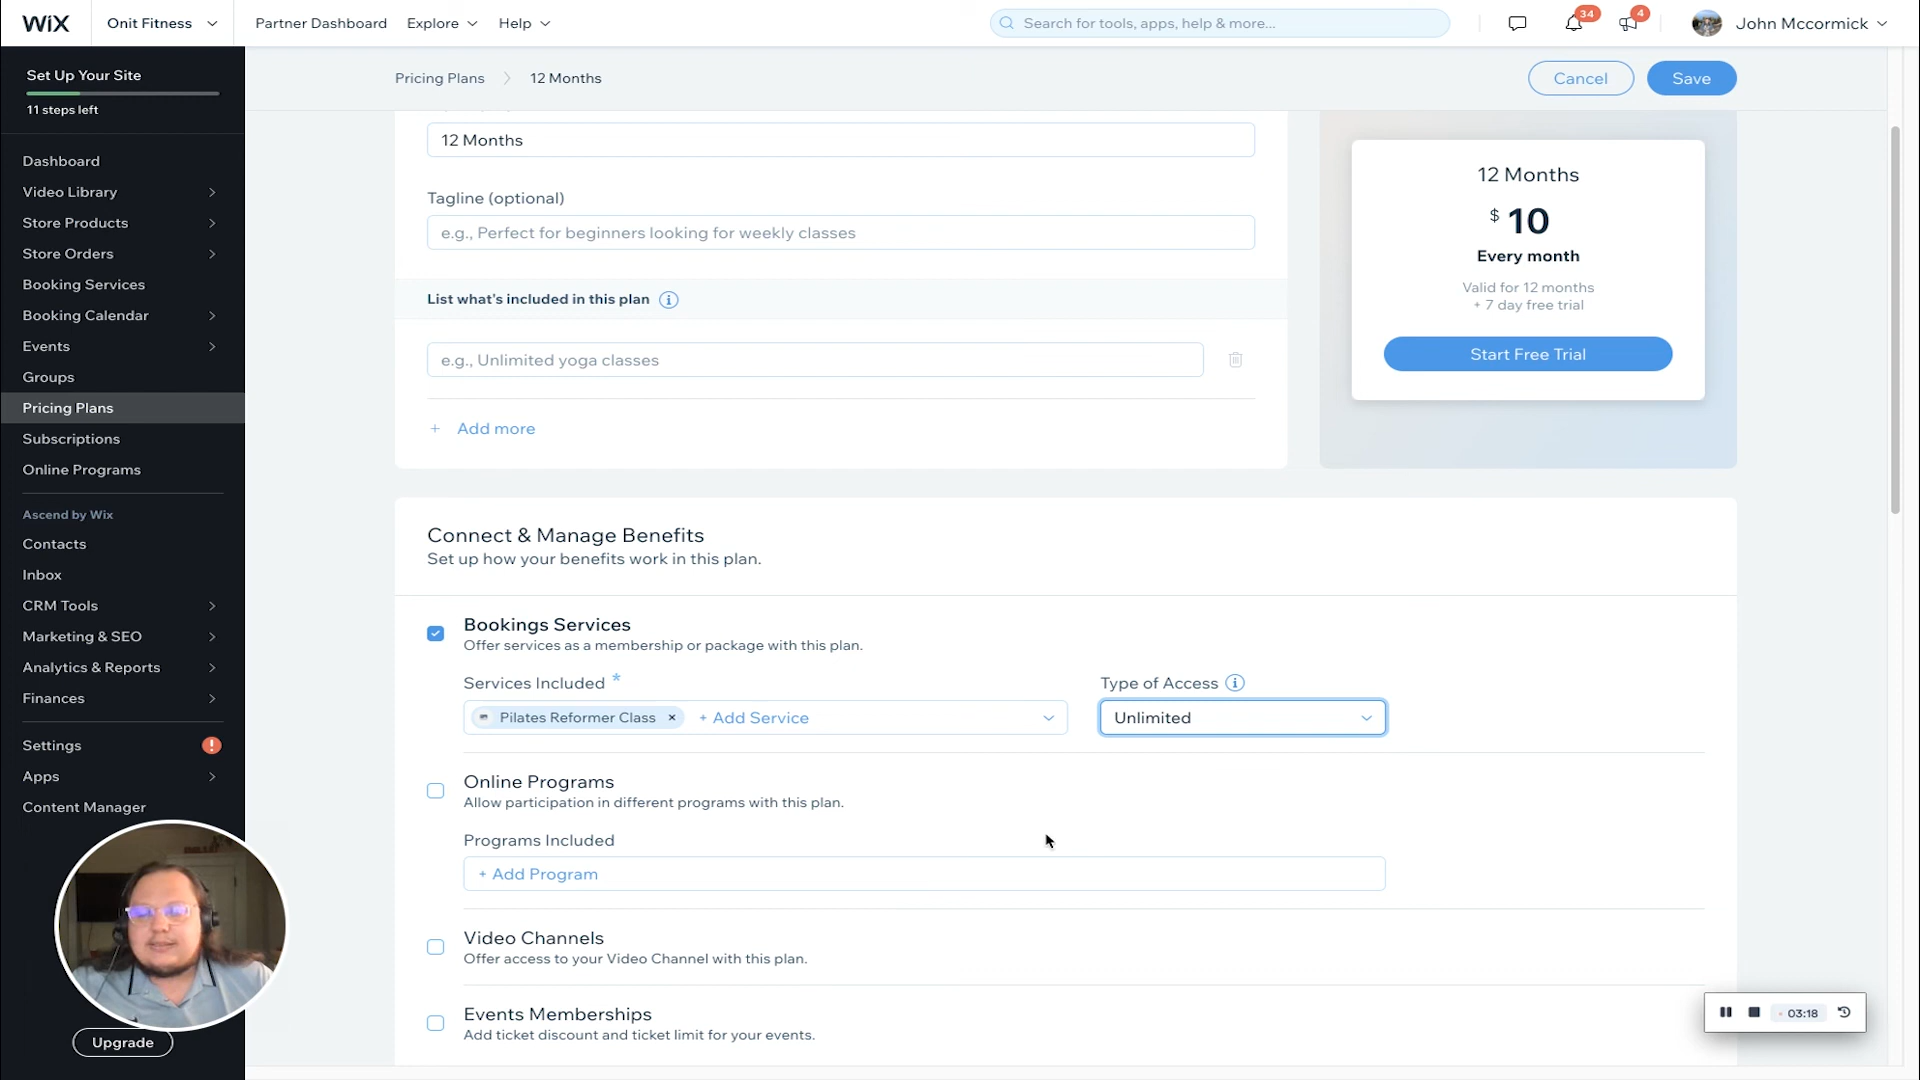 WiX
Onit Fitness
Partner Dashboard
Explore
Help
Search for tools, apps, help & more...
34
4
John Mccormick
Set Up Your Site
11 steps left
Dashboard
Video Library
Store Products
Store Orders
Booking Services
Booking Calendar
Events
Groups
Pricing Plans
Subscriptions
Online Programs
Ascend by Wix
Contacts
Inbox
CRM Tools
Marketing & SEO
Analytics & Reports
Finances
Settings
Apps
Content Manager
Upgrade
Pricing Plans > 12 Months
Cancel
Save
12 Months
Tagline (optional)
e.g., Perfect for beginners looking for weekly classes
List what's included in this plan
e.g., Unlimited yoga classes
+ Add more
12 Months
$ 10
Every month
Valid for 12 months
+ 7 day free trial
Start Free Trial
Connect & Manage Benefits
Set up how your benefits work in this plan.
Bookings Services
Offer services as a membership or package with this plan.
Services Included *
Type of Access
Pilates Reformer Class × + Add Service
Unlimited
Online Programs
Allow participation in different programs with this plan.
Programs Included
+ Add Program
Video Channels
Offer access to your Video Channel with this plan.
Events Memberships
Add ticket discount and ticket limit for your events.
03:18